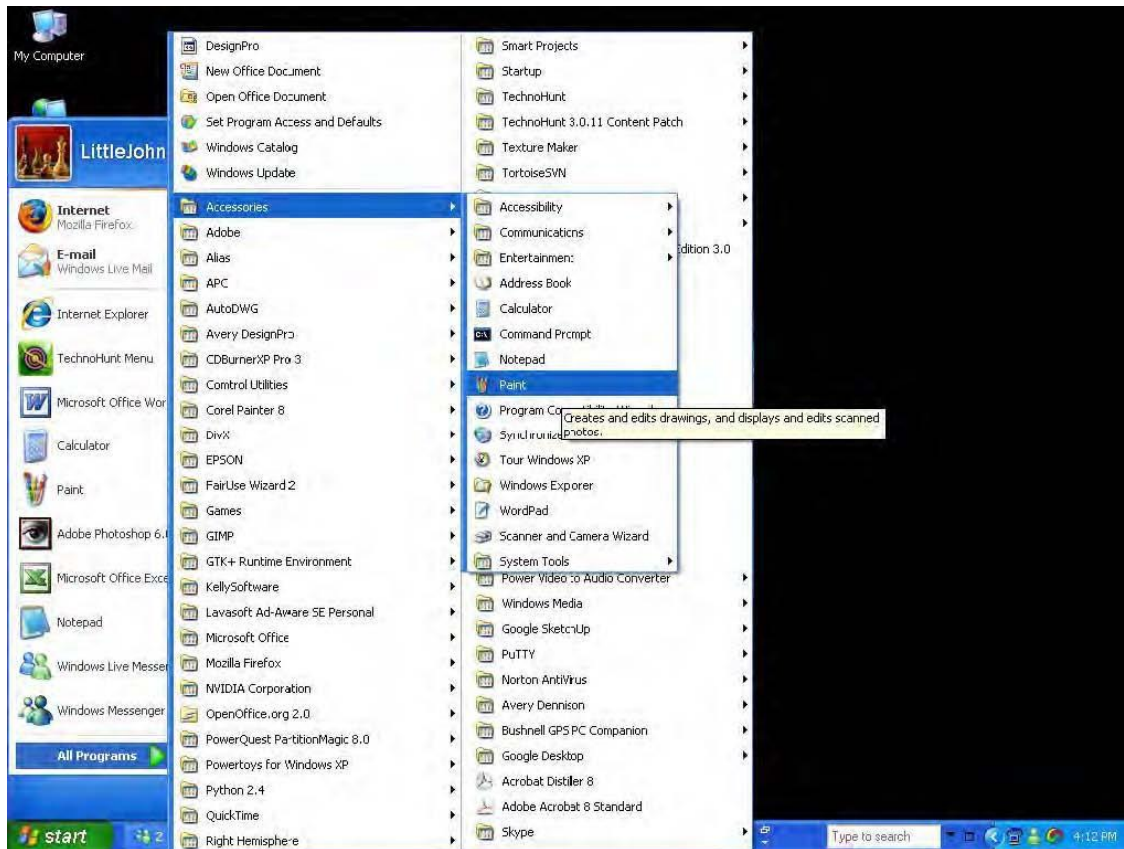 My Computer
LittleJohn
Internet
Mozilla Firefox
E-mail
Windows Live Mail
Internet Explorer
TechnoHunt Menu
Microsoft Office Wor
Calculator
Paint
Adobe Photoshop 6.
Microsoft Office Exce
Notepad
Windows Live Messer
Windows Messenger
All Programs
start
2
DesignPro
New Office Document
Open Office Document
Set Program Access and Defaults
Windows Catalog
Windows Update
Accessories
Adobe
Alias
APC
AutoDWG
Avery DesignPro
CDBurnerXP Pro 3
Comtrol Utilities
Corel Painter 8
DivX
EPSON
FairUse Wizard 2
Games
GIMP
GTK+ Runtime Environment
KellySoftware
Lavasoft Ad-Aware SE Personal
Microsoft Office
Mozilla Firefox
NVIDIA Corporation
OpenOffice.org 2.0
PowerQuest PartitionMagic 8.0
Powertoys for Windows XP
Python 2.4
QuickTime
Right Hemisphere
Smart Projects
Startup
TechnoHunt
TechnoHunt 3.0.11 Content Patch
Texture Maker
TortoiseSVN
Edition 3.0
Accessibility
Communications
Entertainment
Address Book
Calculator
Command Prompt
Notepad
Paint
Program
Creates and edits drawings, and displays and edits scanned
photos.
Synchronize
Tour Windows XP
Windows Explorer
WordPad
Scanner and Camera Wizard
System Tools
Power Video to Audio Converter
Windows Media
Google SketchUp
PuTTY
Norton AntiVirus
Avery Dennison
Bushnell GPS PC Companion
Google Desktop
Acrobat Distiller 8
Adobe Acrobat 8 Standard
Skype
Type to search
4:12 PM